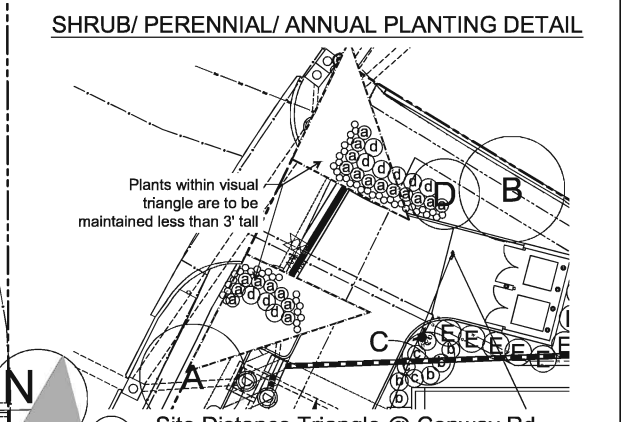 SHRUB/ PERENNIAL/ ANNUAL PLANTING DETAIL
Plants within visual
triangle are to be
maintained less than 3' tall
a
d
a
d
d
d
d
D
B
a
a
a
a
a
a
a
a
d
d
d
a
C
E
E
E
E
E
E
c
c
b
b
b
b
b
N
A
Site Distance Triangle @ Conway Rd